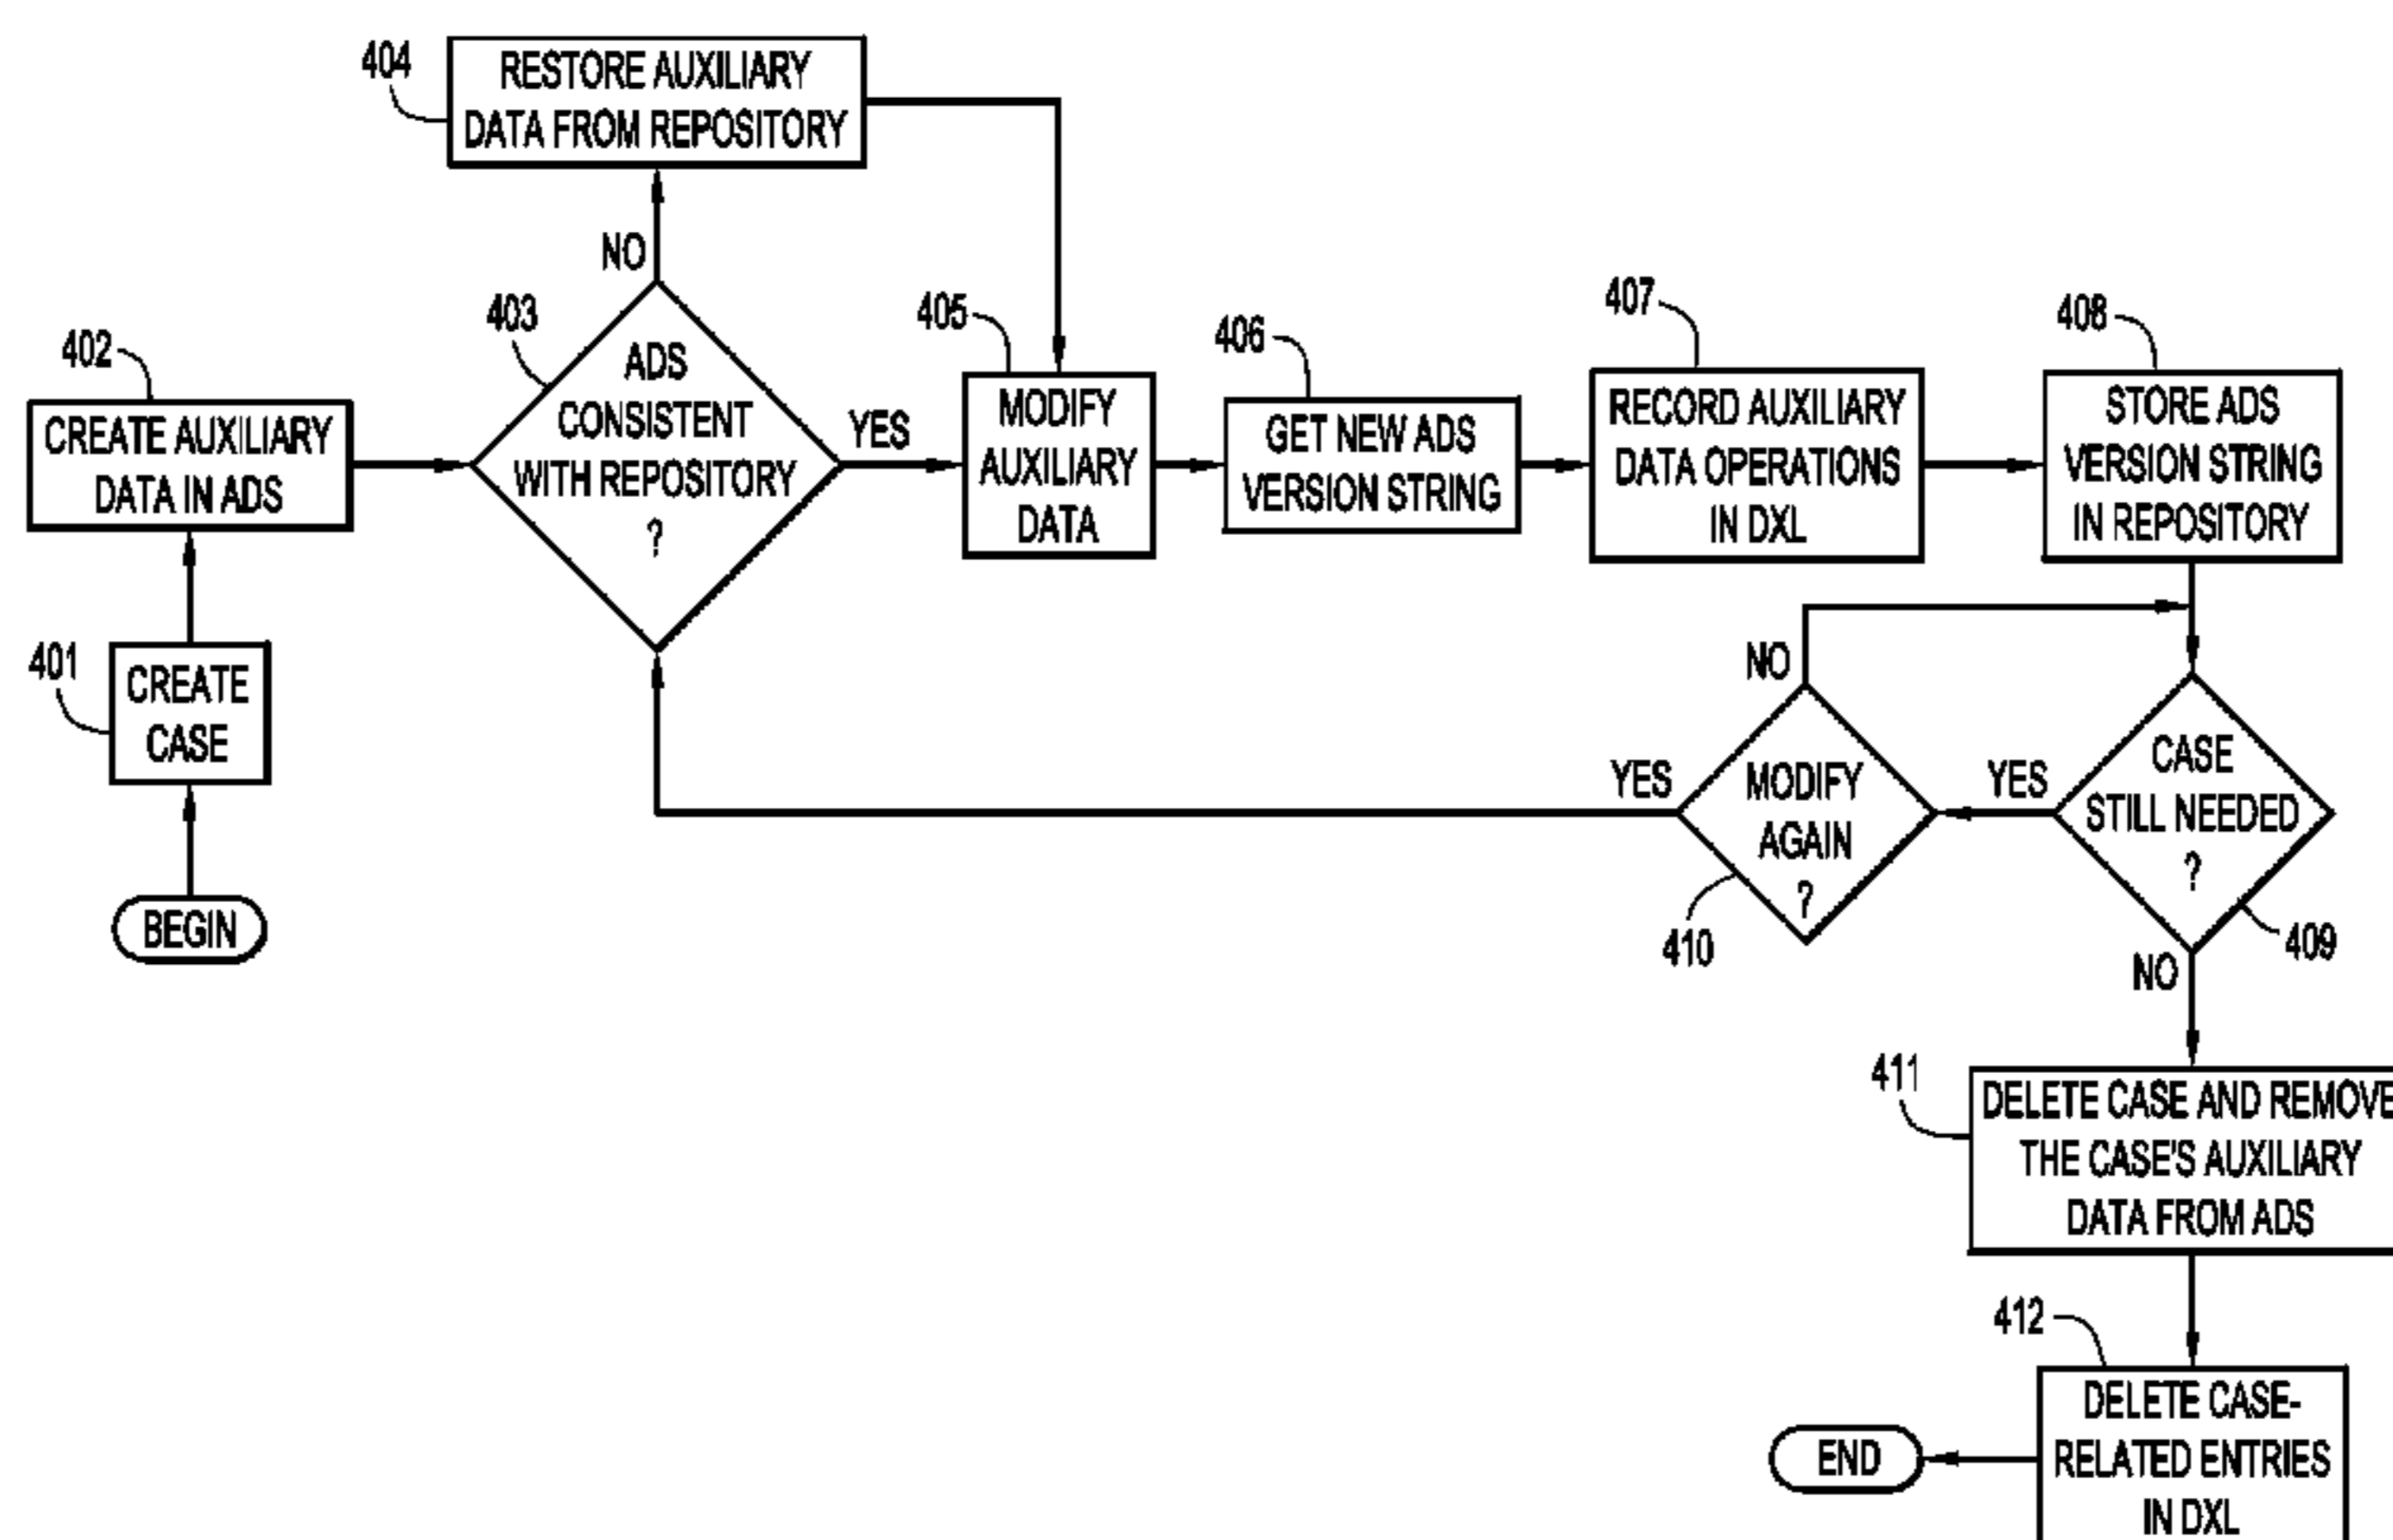 404
RESTORE AUXILIARY
DATA FROM REPOSITORY
NO
403
ADS
CONSISTENT
WITH REPOSITORY
?
YES
402
CREATE AUXILIARY
DATA IN ADS
401
CREATE
CASE
BEGIN
405
MODIFY
AUXILIARY
DATA
406
GET NEW ADS
VERSION STRING
407
RECORD AUXILIARY
DATA OPERATIONS
IN DXL
408
STORE ADS
VERSION STRING
IN REPOSITORY
NO
YES
MODIFY
AGAIN
?
410
YES
CASE
STILL NEEDED
?
409
NO
411
DELETE CASE AND REMOVE
THE CASE'S AUXILIARY
DATA FROM ADS
412
DELETE CASE-
RELATED ENTRIES
IN DXL
END